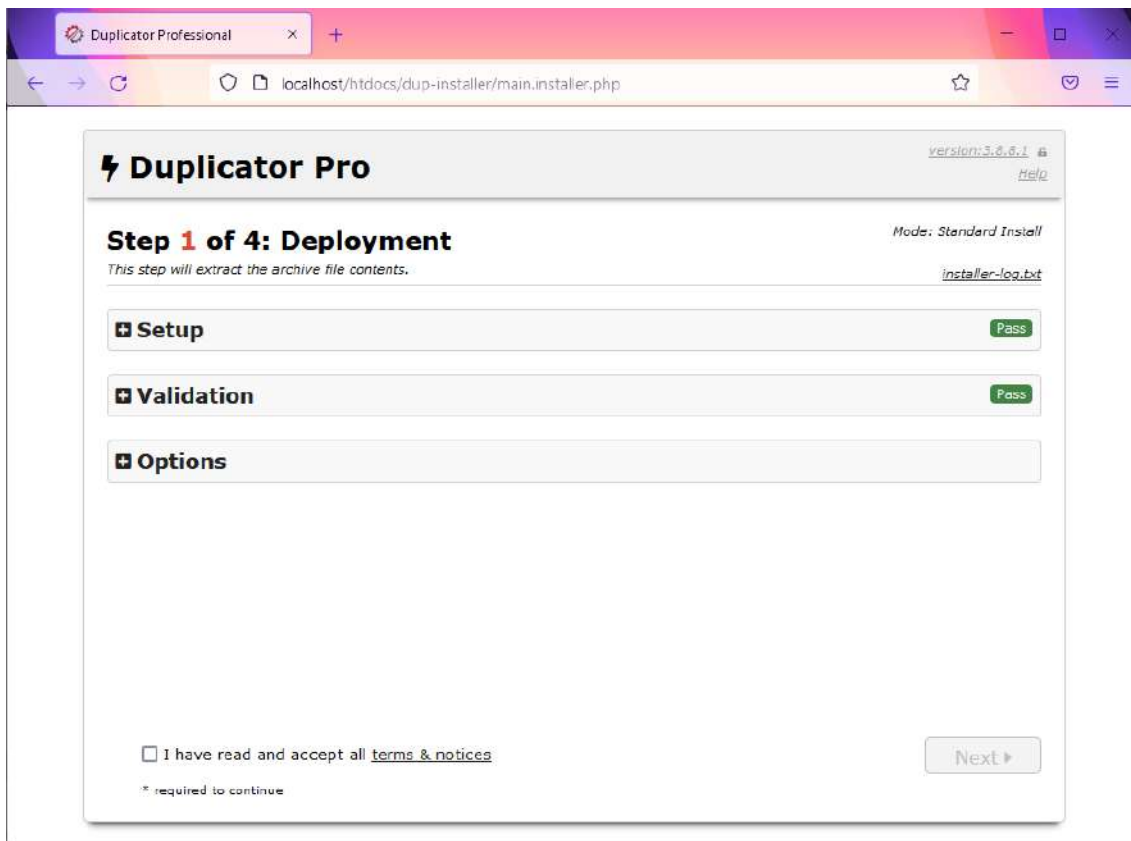 Duplicator Professional
localhost/htdocs/dup-installer/main.installer.php
Duplicator Pro
version:3.8.8.1
Help
Step 1 of 4: Deployment
Mode: Standard Install
This step will extract the archive file contents.
installer-log.txt
Setup
Pass
Validation
Pass
Options
I have read and accept all terms & notices
Next
* required to continue